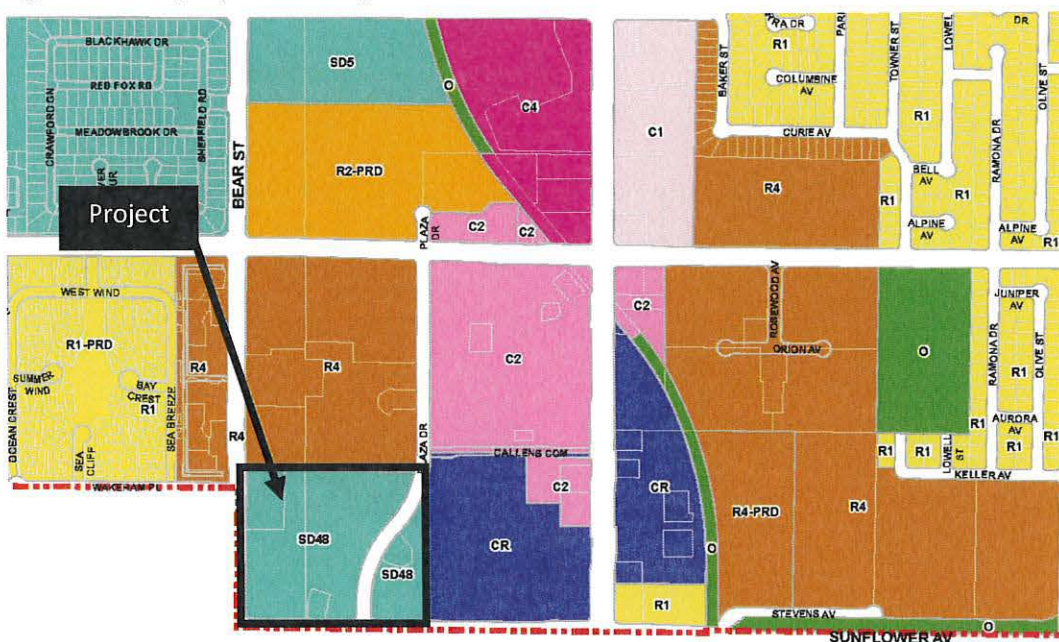 BLACKHAWK DR
RED FOX RD
MEADOWBROOK DR
CRAWFORD GN
SHEFFIELD RD
BEAR ST
SD5
O
C4
R2-PRD
C2
C2
PLAZA
DR
C1
BAKER ST
R1
COLUMBINE
AV
TOWNER ST
CURIE AV
R1
RAMONA DR
OLIVE ST
DR
R4
R1
BELL
AV
R1
ALPINE
AV
ALPINE
AV
R1
Project
WEST WIND
R1-PRD
SUMMER
WIND
BAY
CREST
R1
OCEAN CREST
SEA
CLIFF
SEA BREEZE
WAKEHAM PL
R4
R4
R4
C2
CALLENS COM
C2
CR
SD48
SD48
C2
CR
R1
O
ROSEWOOD AV
ORION AV
R4-PRD
R4
O
R1
RAMONA DR
JUNIPER
AV
OLIVE ST
R1
R1
AURORA
AV
R1
R1
R1
R1
LOWELL
ST
KELLER AV
STEVENS AV
O
SUNFLOWER AV